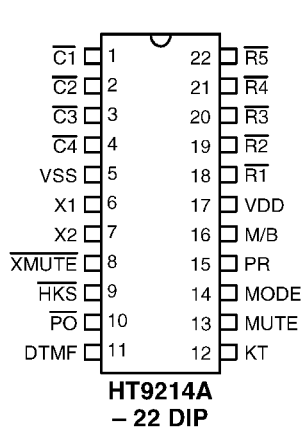 C1 1 22 R5
C2 2 21 R4
C3 3 20 R3
C4 4 19 R2
VSS 5 18 R1
X1 6 17 VDD
X2 7 16 M/B
XMUTE 8 15 PR
HKS 9 14 MODE
PO 10 13 MUTE
DTMF 11 12 KT
HT9214A
– 22 DIP